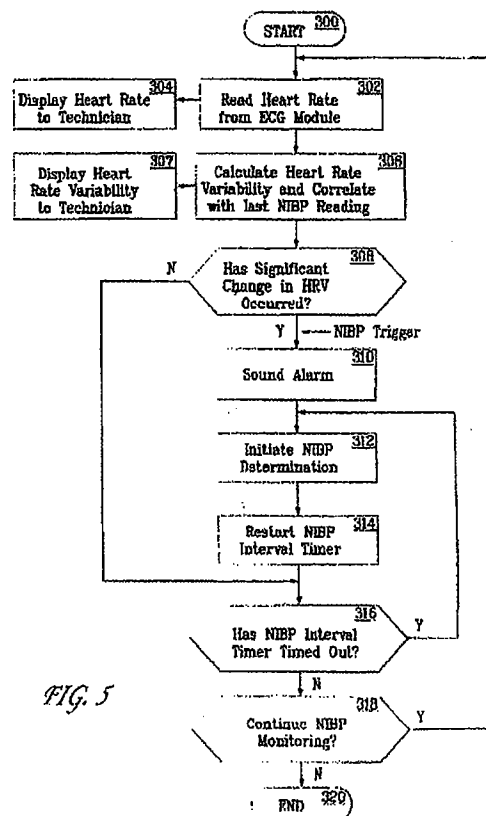 START 300
304
Display Heart Rate
to Technician
302
Read Heart Rate
from ECG Module
307
Display Heart
Rate Variability
to Technician
306
Calculate Heart Rate
Variability and Correlate
with last NIBP Reading
308
N
Has Significant
Change in HRV
Occurred?
Y
NIBP Trigger
310
Sound Alarm
312
Initiate NIBP
Determination
314
Restart NIBP
Interval Timer
316
Has NIBP Interval
Timer Timed Out?
Y
N
318
Continue NIBP
Monitoring?
Y
N
END 320
FIG. 5